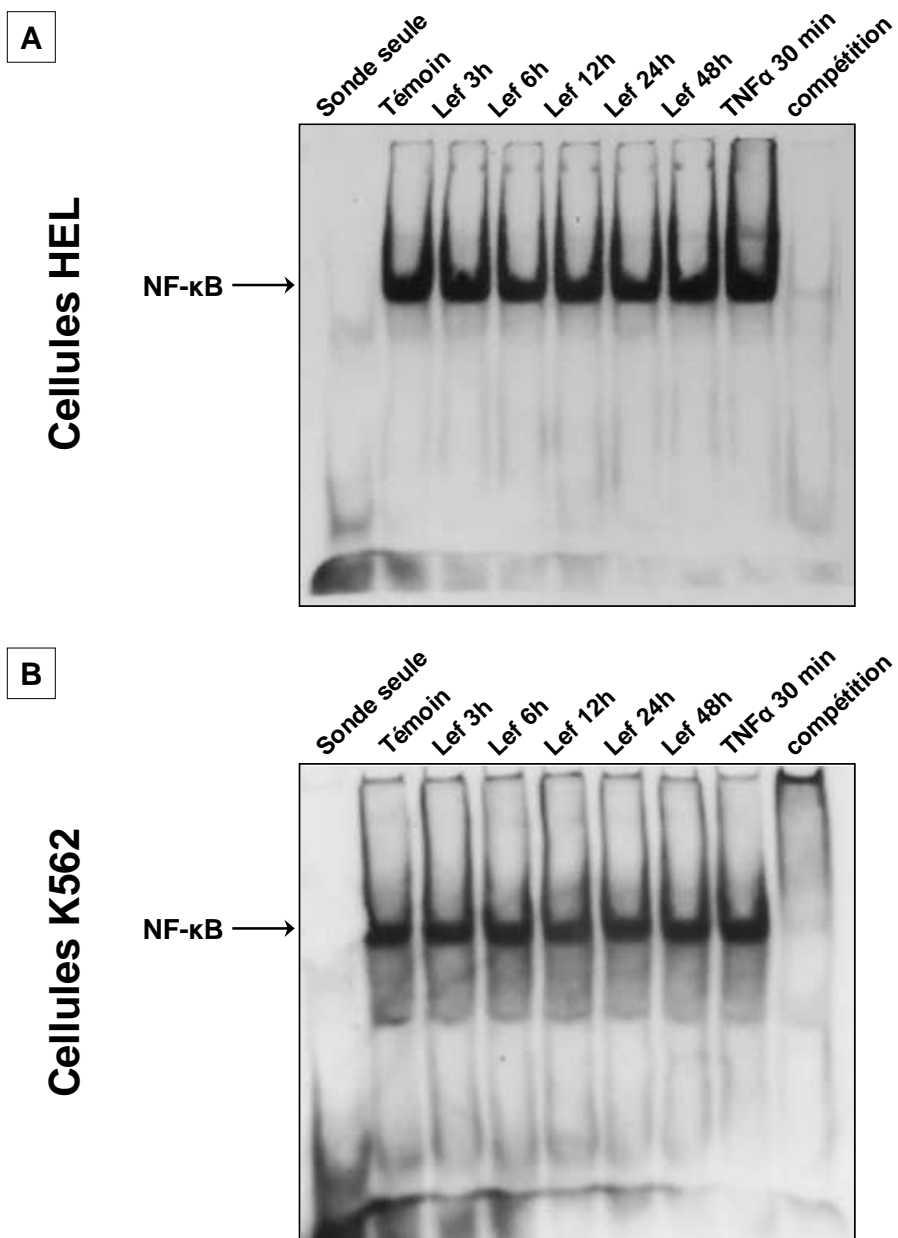 A
Sonde seule
Témoin
Lef 3h
Lef 6h
Lef 12h
Lef 24h
Lef 48h
TNFα 30 min
compétition
Cellules HEL
NF-κB
B
Sonde seule
Témoin
Lef 3h
Lef 6h
Lef 12h
Lef 24h
Lef 48h
TNFα 30 min
compétition
Cellules K562
NF-κB